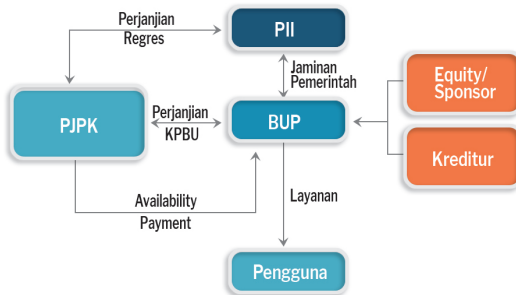 Perjanjian
Regres
PII
Jaminan
Pemerintah
Equity/
Sponsor
PJPK
Perjanjian
KPBU
BUP
Kreditur
Availability
Payment
Layanan
Pengguna